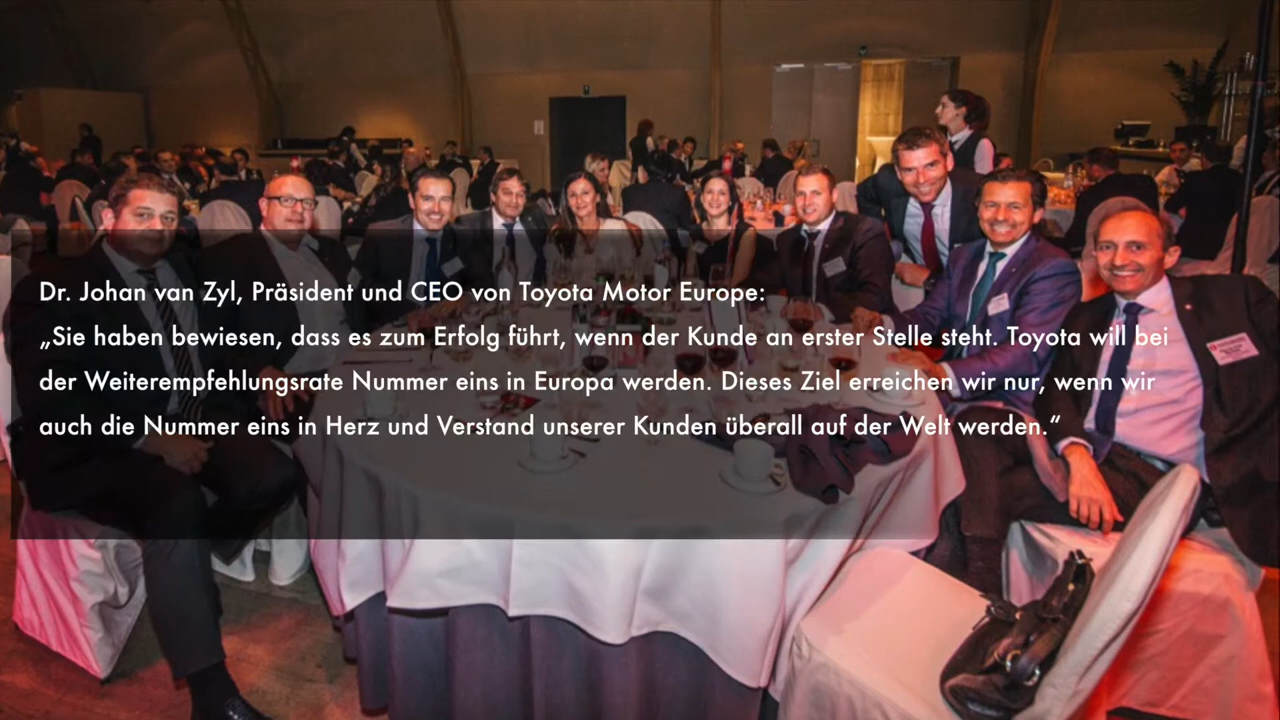 Dr. Johan van Zyl, Präsident und CEO von Toyota Motor Europe:
„Sie haben bewiesen, dass es zum Erfolg führt, wenn der Kunde an erster Stelle steht. Toyota will bei
der Weiterempfehlungsrate Nummer eins in Europa werden. Dieses Ziel erreichen wir nur, wenn wir
auch die Nummer eins in Herz und Verstand unserer Kunden überall auf der Welt werden.“